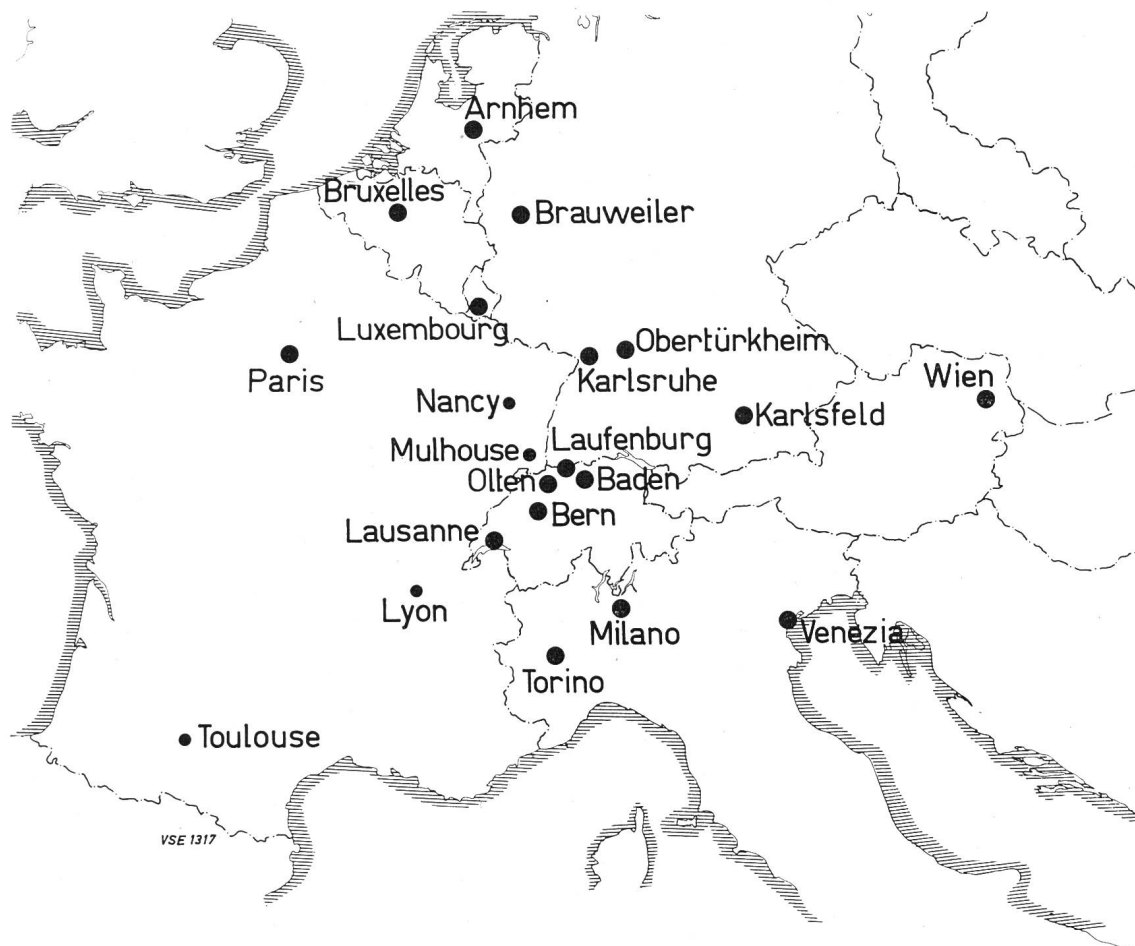 Arnhem
Bruxelles
Brauweiler
Luxembourg
Obertürkheim
Paris
Karlsruhe
Wien
Nancy
Karlsfeld
Laufenburg
Mulhouse
Olten
Baden
Bern
Lausanne
Lyon
Milano
Venezia
Torino
Toulouse
VSE 1317